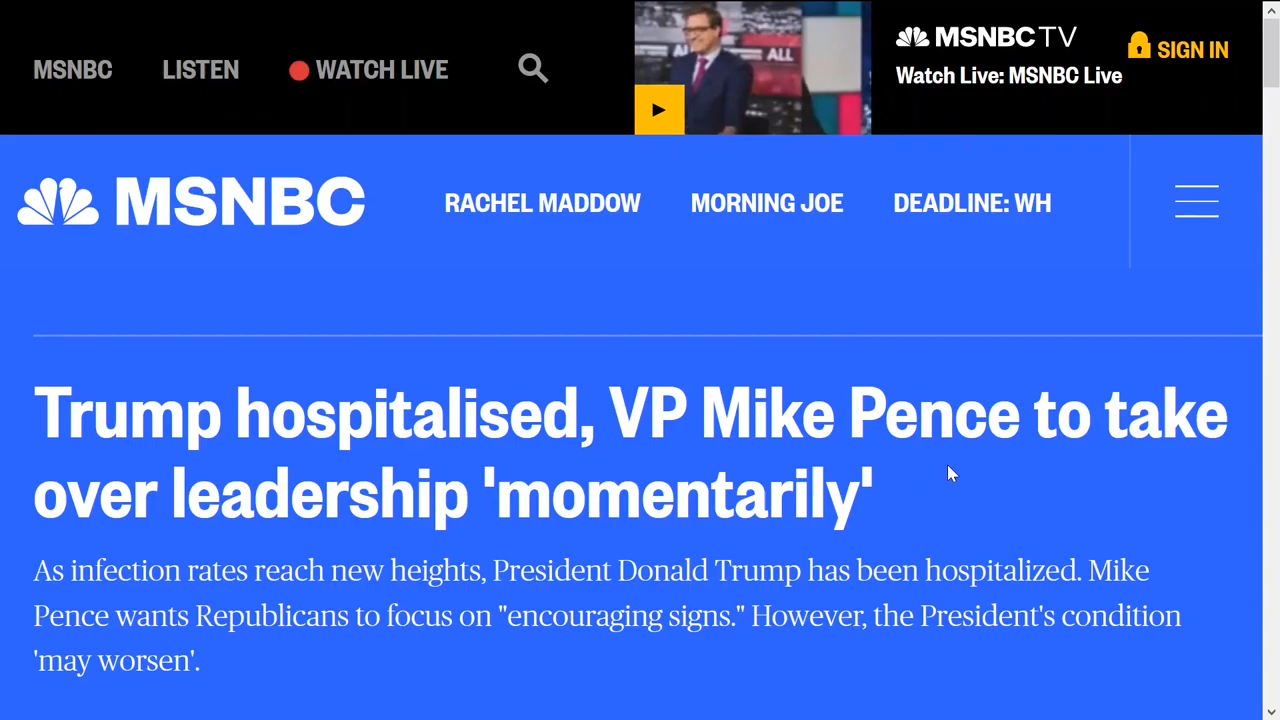 MSNBC LISTEN WATCH LIVE
MSNBC TV
SIGN IN
Watch Live: MSNBC Live
ALL
MSNBC RACHEL MADDOW MORNING JOE DEADLINE: WH
Trump hospitalised, VP Mike Pence to take
over leadership 'momentarily'
As infection rates reach new heights, President Donald Trump has been hospitalized. Mike
Pence wants Republicans to focus on "encouraging signs." However, the President's condition
'may worsen'.